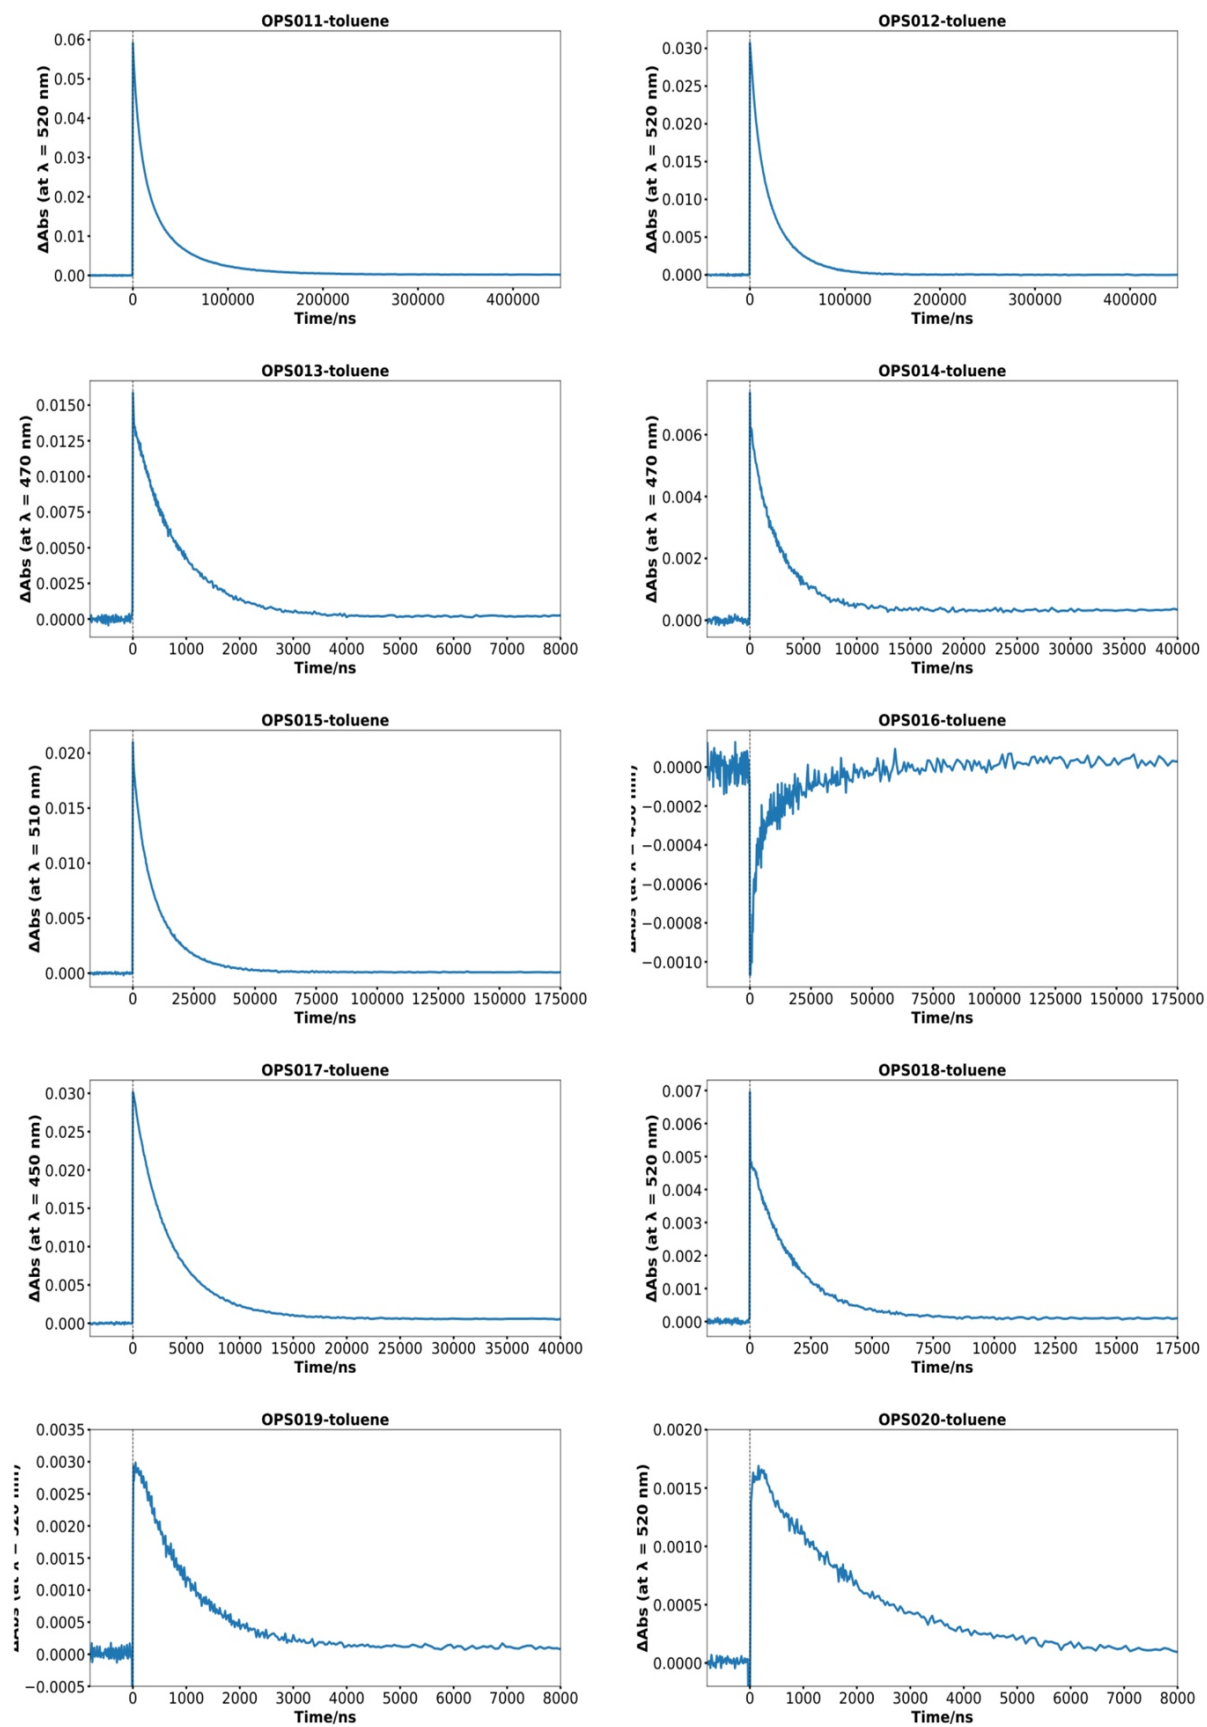 OPS011-toluene
ΔAbs (at λ = 520 nm)
0.06
0.05
0.04
0.03
0.02
0.01
0.00
0 100000 200000 300000 400000
Time/ns
OPS012-toluene
ΔAbs (at λ = 520 nm)
0.030
0.025
0.020
0.015
0.010
0.005
0.000
0 100000 200000 300000 400000
Time/ns
OPS013-toluene
ΔAbs (at λ = 470 nm)
0.0150
0.0125
0.0100
0.0075
0.0050
0.0025
0.0000
0 1000 2000 3000 4000 5000 6000 7000 8000
Time/ns
OPS014-toluene
ΔAbs (at λ = 470 nm)
0.006
0.004
0.002
0.000
0 5000 10000 15000 20000 25000 30000 35000 40000
Time/ns
OPS015-toluene
ΔAbs (at λ = 510 nm)
0.020
0.015
0.010
0.005
0.000
0 25000 50000 75000 100000 125000 150000 175000
Time/ns
OPS016-toluene
0.0000
−0.0002
−0.0004
−0.0006
−0.0008
−0.0010
0 25000 50000 75000 100000 125000 150000 175000
Time/ns
OPS017-toluene
ΔAbs (at λ = 450 nm)
0.030
0.025
0.020
0.015
0.010
0.005
0.000
0 5000 10000 15000 20000 25000 30000 35000 40000
Time/ns
OPS018-toluene
ΔAbs (at λ = 520 nm)
0.007
0.006
0.005
0.004
0.003
0.002
0.001
0.000
0 2500 5000 7500 10000 12500 15000 17500
Time/ns
OPS019-toluene
0.0035
0.0030
0.0025
0.0020
0.0015
0.0010
0.0005
0.0000
−0.0005
0 1000 2000 3000 4000 5000 6000 7000 8000
Time/ns
OPS020-toluene
ΔAbs (at λ = 520 nm)
0.0020
0.0015
0.0010
0.0005
0.0000
0 1000 2000 3000 4000 5000 6000 7000 8000
Time/ns